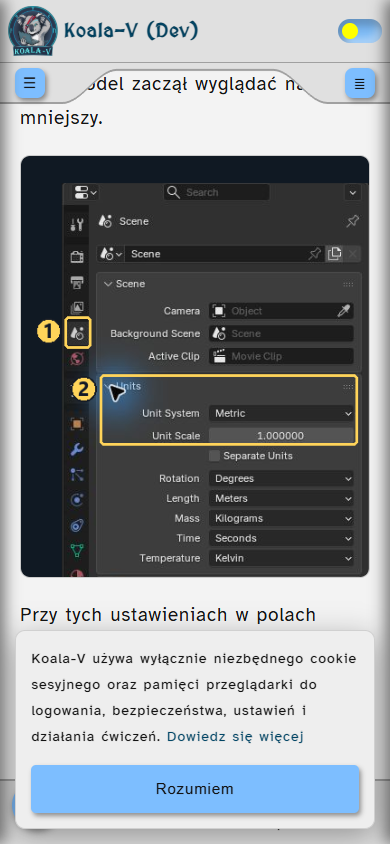 Koala-V (Dev)
KOALA-V
odel zaczął wyglądać na
mniejszy.
Search
Scene
Scene
Scene
Camera Object
1
Background Scene Scene
Active Clip Movie Clip
2 Units
Unit System Metric
Unit Scale 1.000000
Separate Units
Rotation Degrees
Length Meters
Mass Kilograms
Time Seconds
Temperature Kelvin
Przy tych ustawieniach w polach
Koala-V używa wyłącznie niezbędnego cookie
sesyjnego oraz pamięci przeglądarki do
logowania, bezpieczeństwa, ustawień i
działania ćwiczeń. Dowiedz się więcej
Rozumiem